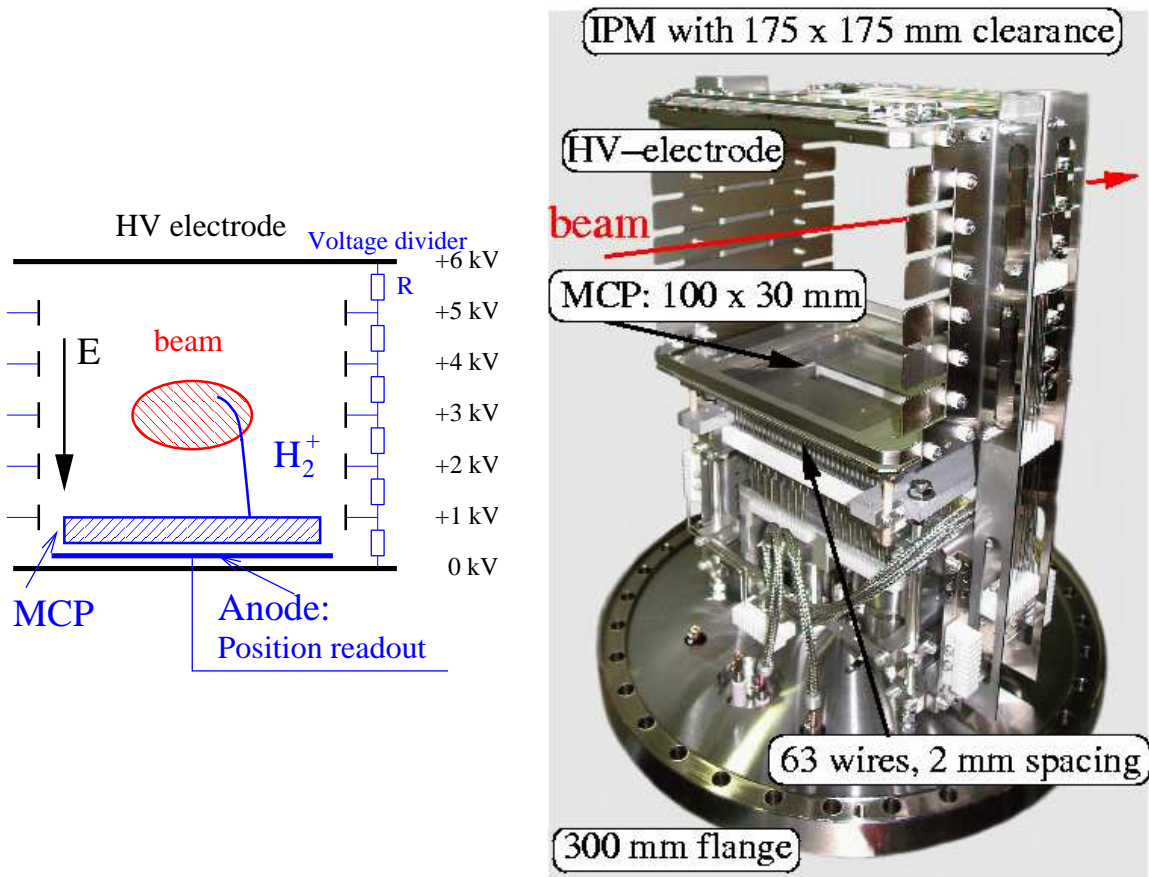 HV electrode
Voltage divider
+6 kV
R
+5 kV
E
beam
+4 kV
+3 kV
H₂⁺
+2 kV
+1 kV
0 kV
MCP
Anode:
Position readout
IPM with 175 x 175 mm clearance
HV–electrode
beam
MCP: 100 x 30 mm
63 wires, 2 mm spacing
300 mm flange